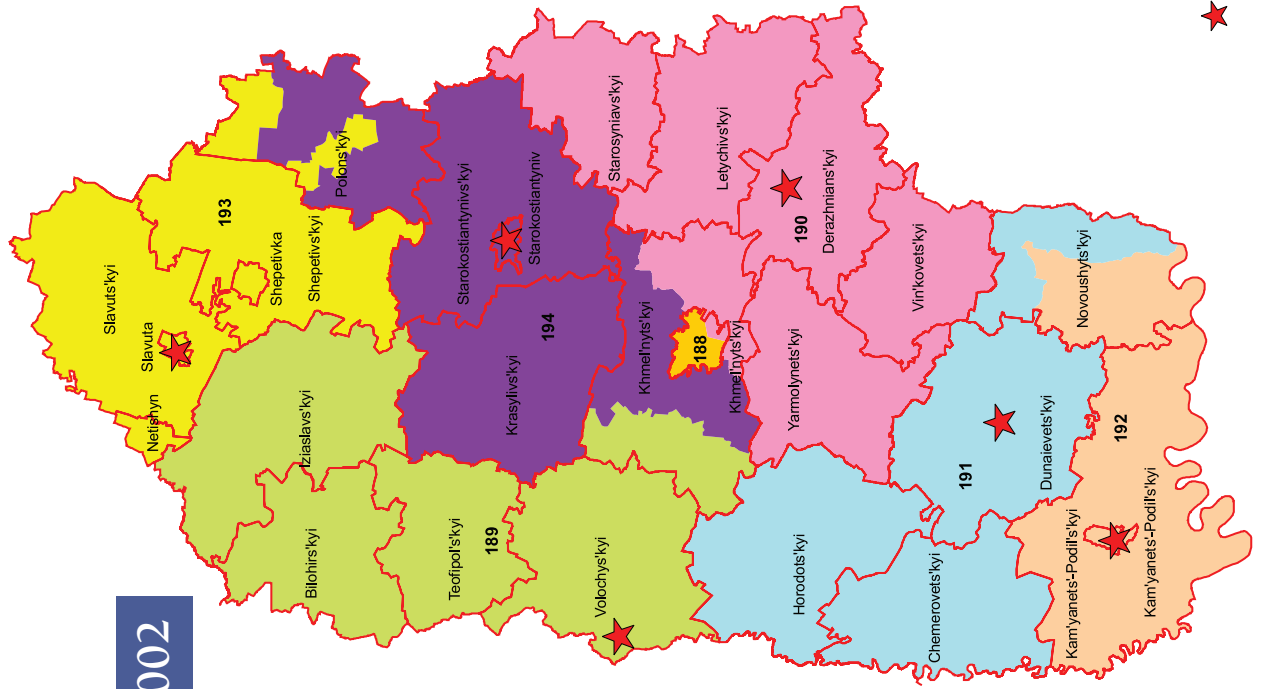 002
Slavuts'kyi
Slavuta
Netishyn
193
Shepetivka
Iziaslavs'kyi
Bilohirs'kyi
Shepetivs'kyi
Polons'kyi
Teofipol's'kyi
Starokostiantynivs'kyi
189
Krasylivs'kyi
Starokostiantyniv
194
Volochys'kyi
Starosyniavs'kyi
Khmel'nyts'kyi
188
Letychivs'kyi
Khmel'nyts'kyi
Yarmolynets'kyi
Horodots'kyi
190
Derazhnians'kyi
Vin'kovets'kyi
Chemerovets'kyi
191
Dunaievets'kyi
Kam'yanets'-Podil's'kyi
Novoushyts'kyi
192
Kam'yanets'-Podil's'kyi